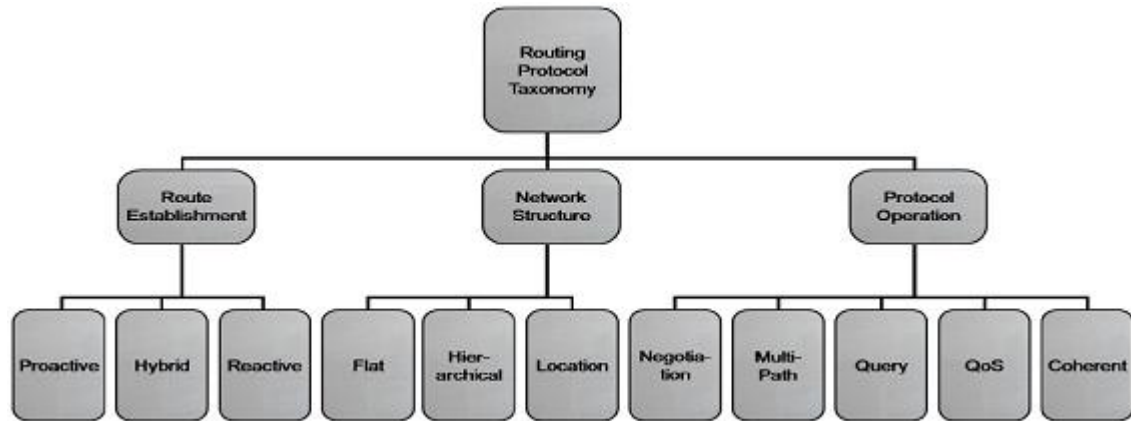 Routing
Protocol
Taxonomy
Route
Establishment
Network
Structure
Protocol
Operation
Proactive
Hybrid
Reactive
Flat
Hier-
archical
Location
Negotia-
tion
Multi-
Path
Query
QoS
Coherent